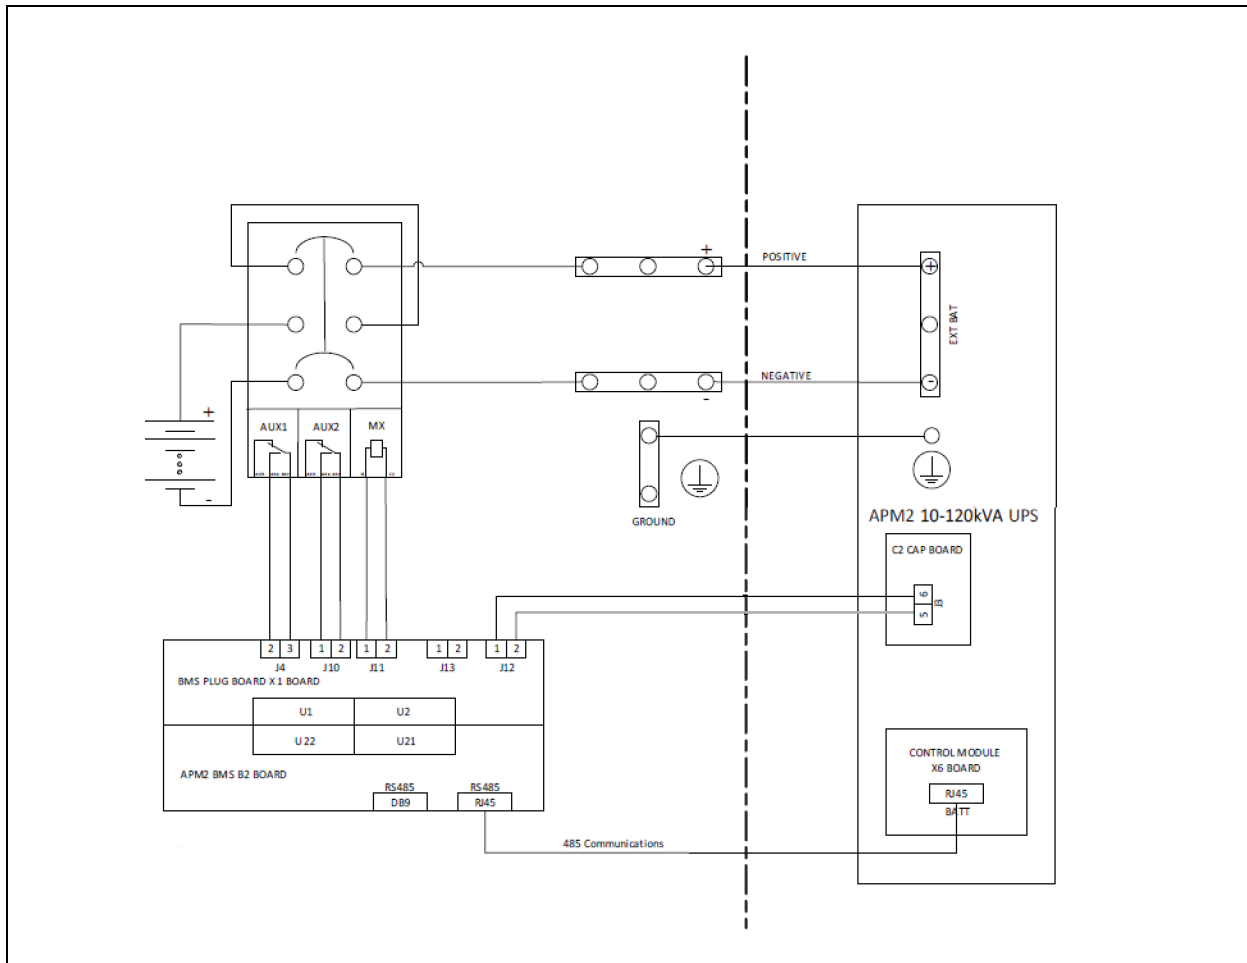 +
POSITIVE
+
EXT BAT
NEGATIVE
-
-
+
-
AUX1
AUX2
MX
GROUND
APM2 10-120kVA UPS
C2 CAP BOARD
6
5
J3
2 3
1 2
1 2
1 2
1 2
J4
J10
J11
J13
J12
BMS PLUG BOARD X1 BOARD
U1
U2
U22
U21
APM2 BMS B2 BOARD
RS485
DB9
RS485
RJ45
CONTROL MODULE
X6 BOARD
RJ45
BATT
485 Communications